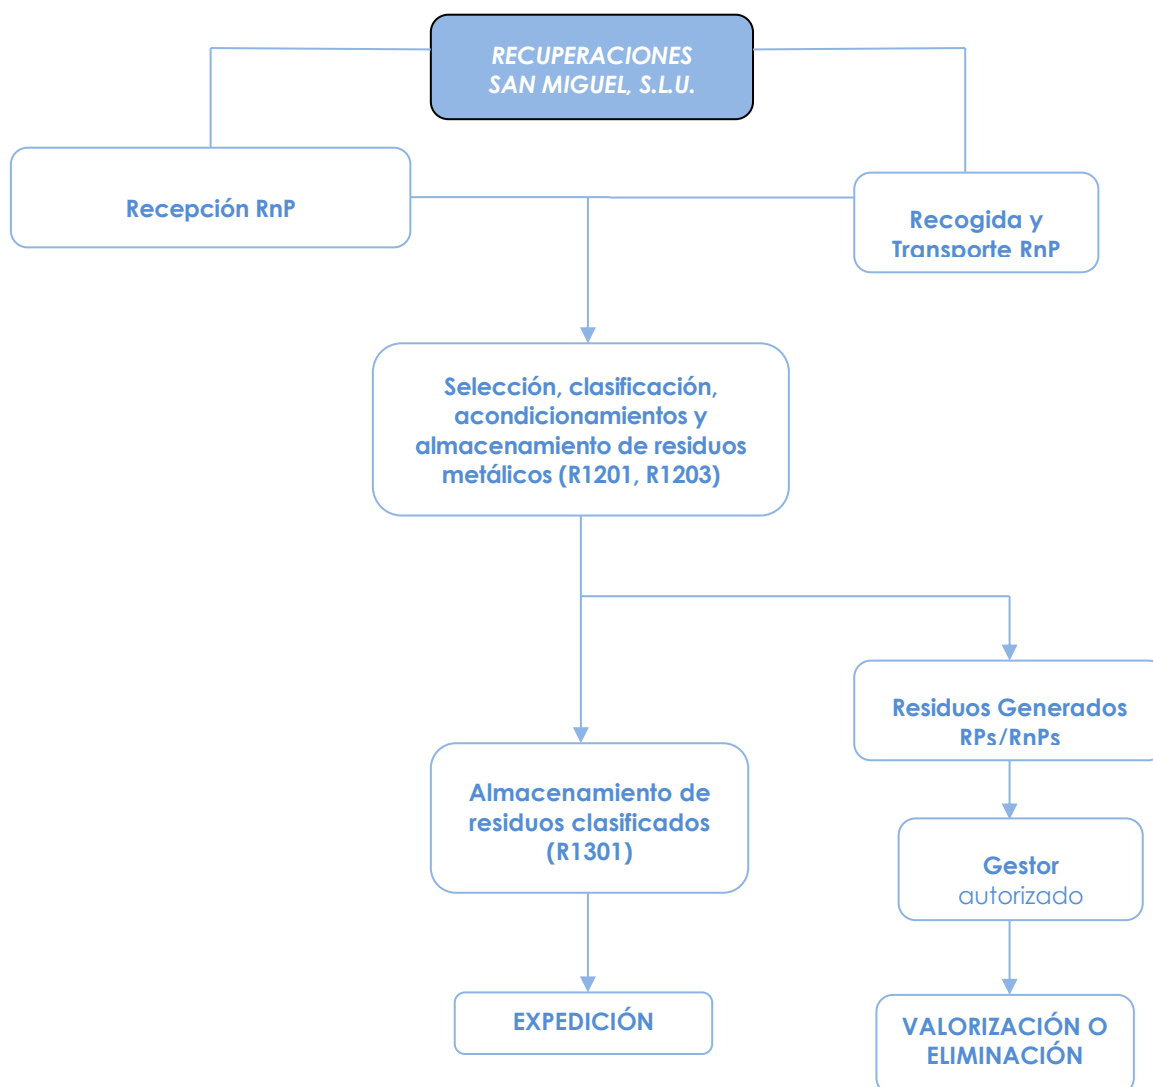 RECUPERACIONES
SAN MIGUEL, S.L.U.
Recepción RnP
Recogida y
Transporte RnP
Selección, clasificación,
acondicionamientos y
almacenamiento de residuos
metálicos (R1201, R1203)
Residuos Generados
RPs/RnPs
Almacenamiento de
residuos clasificados
(R1301)
Gestor
autorizado
EXPEDICIÓN
VALORIZACIÓN O
ELIMINACIÓN